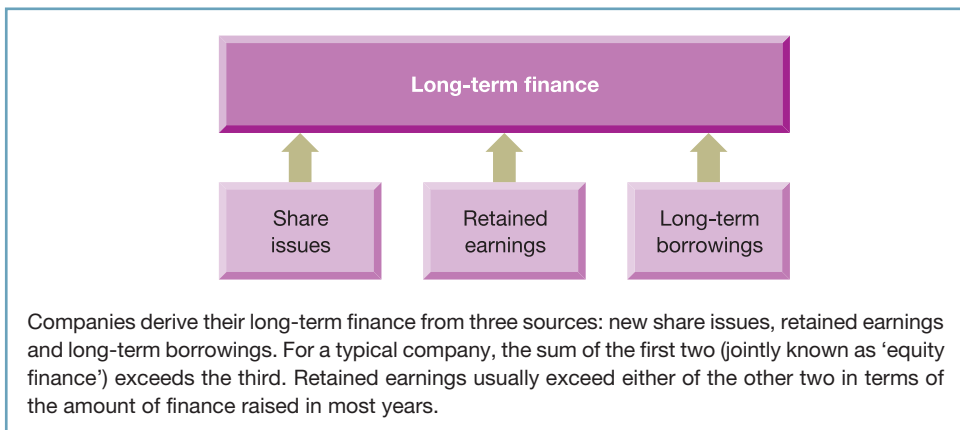 Long-term finance
Share
issues
Retained
earnings
Long-term
borrowings
Companies derive their long-term finance from three sources: new share issues, retained earnings
and long-term borrowings. For a typical company, the sum of the first two (jointly known as ‘equity
finance’) exceeds the third. Retained earnings usually exceed either of the other two in terms of
the amount of finance raised in most years.